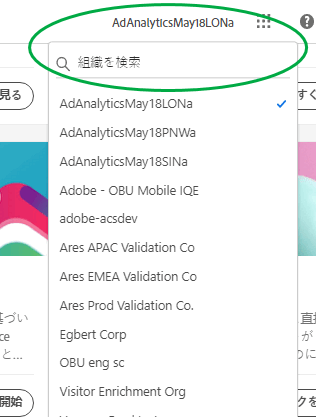 AdAnalyticsMay18LONa
組織を検索
見る
すぐ
AdAnalyticsMay18LONa
AdAnalyticsMay18PNWa
AdAnalyticsMay18SINa
Adobe - OBU Mobile IQE
adobe-acsdev
Ares APAC Validation Co
Ares EMEA Validation Co
Ares Prod Validation Co.
Egbert Corp
OBU eng sc
Visitor Enrichment Org
基づい
ce
と...
開始
直接
が
のに
クを